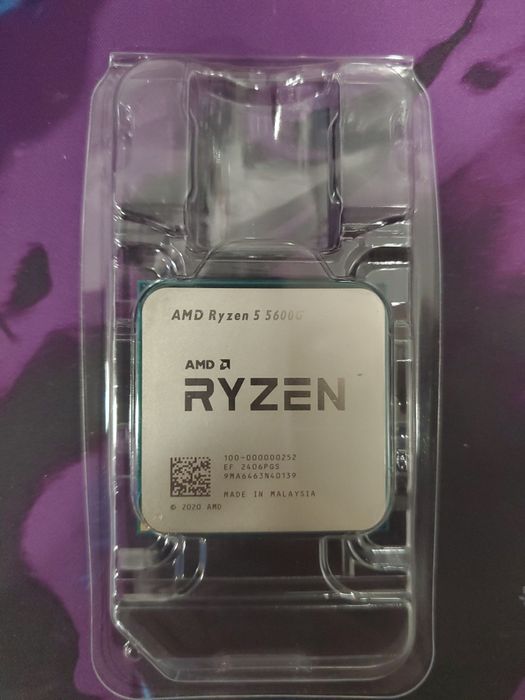 AMD Ryzen 5 5600G
AMD
RYZEN
100-000000252
EF 2406PGS
9MA6463N40139
MADE IN MALAYSIA
© 2020 AMD